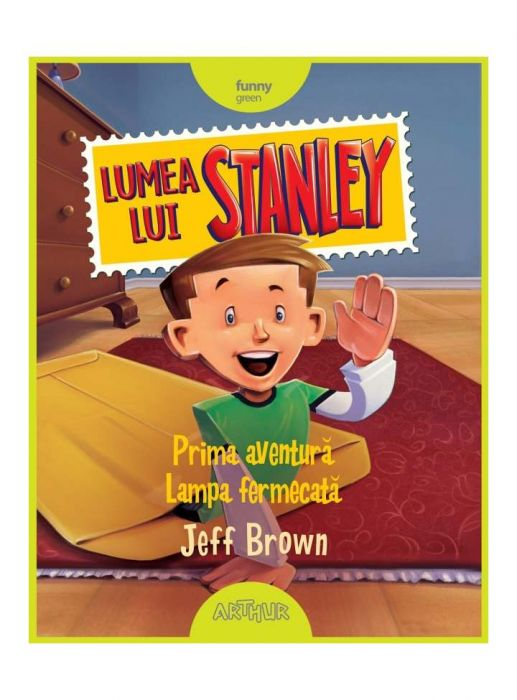 funny
green
LUMEA
LUI
STANLEY
Prima aventură
Lampa fermecată
Jeff Brown
ARTHUR